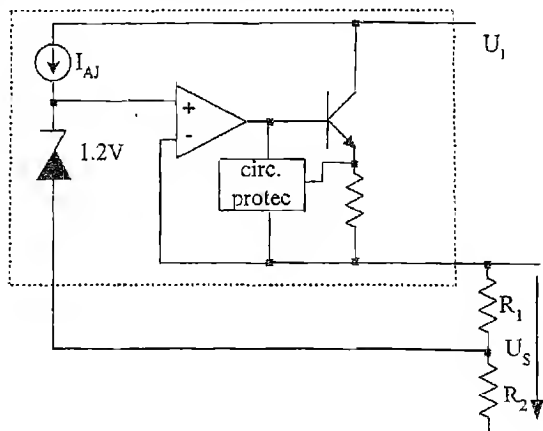 U_I
I_AJ
+
-
1.2V
circ.
protec
R_1
U_S
R_2